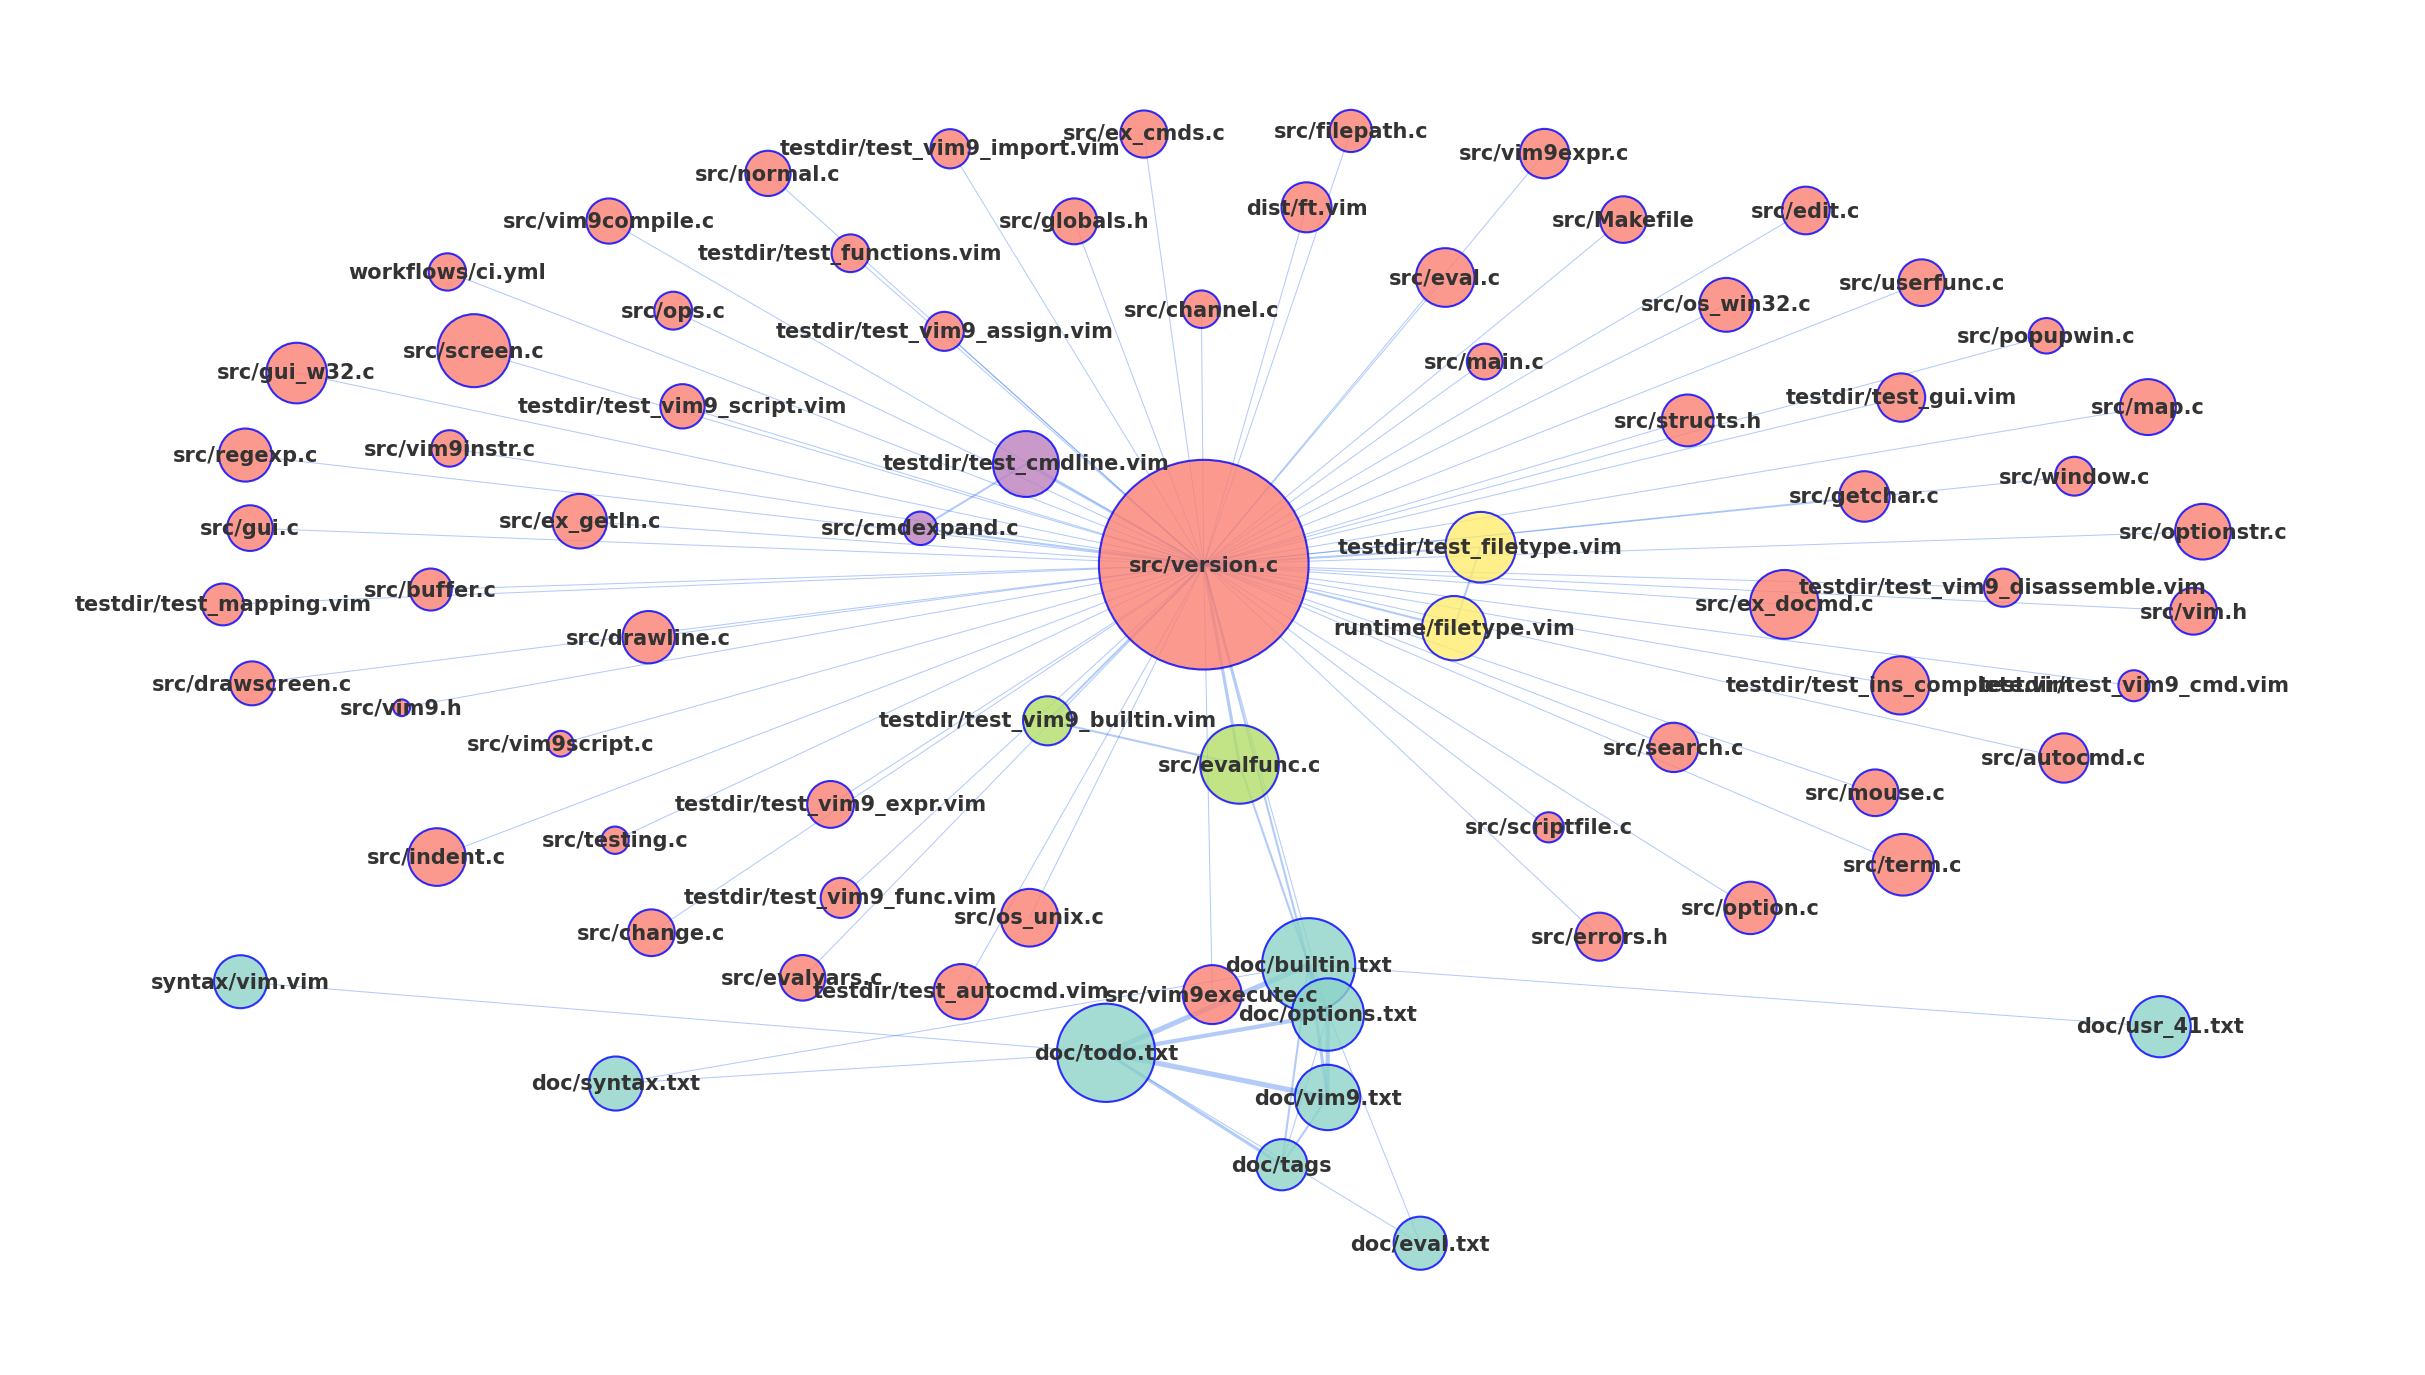 src/filepath.c
src/ex_cmds.c
testdir/test_vim9_import.vim
src/vim9expr.c
src/normal.c
dist/ft.vim
src/edit.c
src/vim9compile.c
src/globals.h
src/Makefile
testdir/test_functions.vim
workflows/ci.yml
src/eval.c
src/userfunc.c
src/os_win32.c
src/ops.c
src/channel.c
testdir/test_vim9_assign.vim
src/popupwin.c
src/screen.c
src/main.c
src/gui_w32.c
testdir/test_gui.vim
testdir/test_vim9_script.vim
src/map.c
src/structs.h
src/vim9instr.c
src/regexp.c
testdir/test_cmdline.vim
src/window.c
src/getchar.c
src/ex_getln.c
src/gui.c
src/cmdexpand.c
src/optionstr.c
testdir/test_filetype.vim
src/version.c
src/buffer.c
testdir/test_vim9_disassemble.vim
testdir/test_mapping.vim
src/ex_docmd.c
src/vim.h
runtime/filetype.vim
src/drawline.c
src/drawscreen.c
testdir/test_ins_complete.vim
testdir/test_vim9_cmd.vim
src/vim9.h
testdir/test_vim9_builtin.vim
src/vim9script.c
src/search.c
src/autocmd.c
src/evalfunc.c
src/mouse.c
testdir/test_vim9_expr.vim
src/scriptfile.c
src/testing.c
src/indent.c
src/term.c
testdir/test_vim9_func.vim
src/option.c
src/os_unix.c
src/change.c
src/errors.h
doc/builtin.txt
src/evalvars.c
syntax/vim.vim
testdir/test_autocmd.vim
src/vim9execute.c
doc/options.txt
doc/usr_41.txt
doc/todo.txt
doc/syntax.txt
doc/vim9.txt
doc/tags
doc/eval.txt